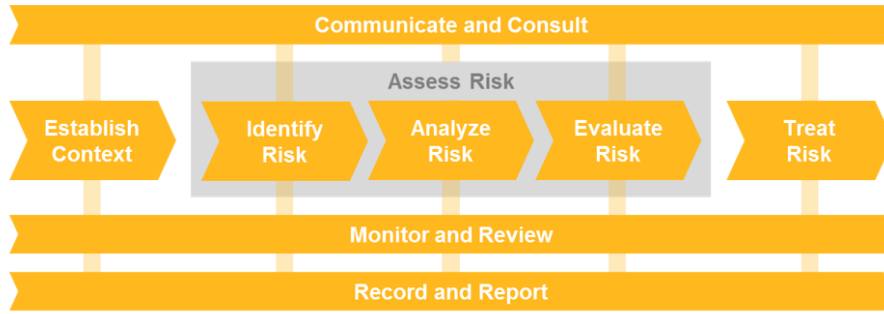 Communicate and Consult
Assess Risk
Establish
Context
Identify
Risk
Analyze
Risk
Evaluate
Risk
Treat
Risk
Monitor and Review
Record and Report